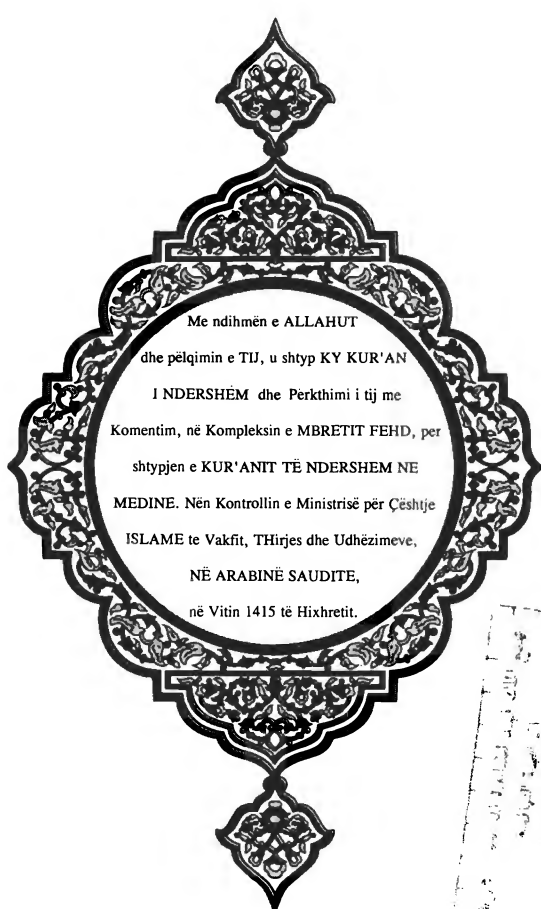 Me ndihmën e ALLAHUT
dhe pëlqimin e TIJ, u shtyp KY KUR'AN
I NDERSHËM dhe Përkthimi i tij me
Komentim, në Kompleksin e MBRETIT FEHD, per
shtypjen e KUR'ANIT TË NDERSHEM NE
MEDINE. Nën Kontrollin e Ministrisë për Çështje
ISLAME te Vakfit, THirjes dhe Udhëzimeve,
NË ARABINË SAUDITE,
në Vitin 1415 të Hixhretit.